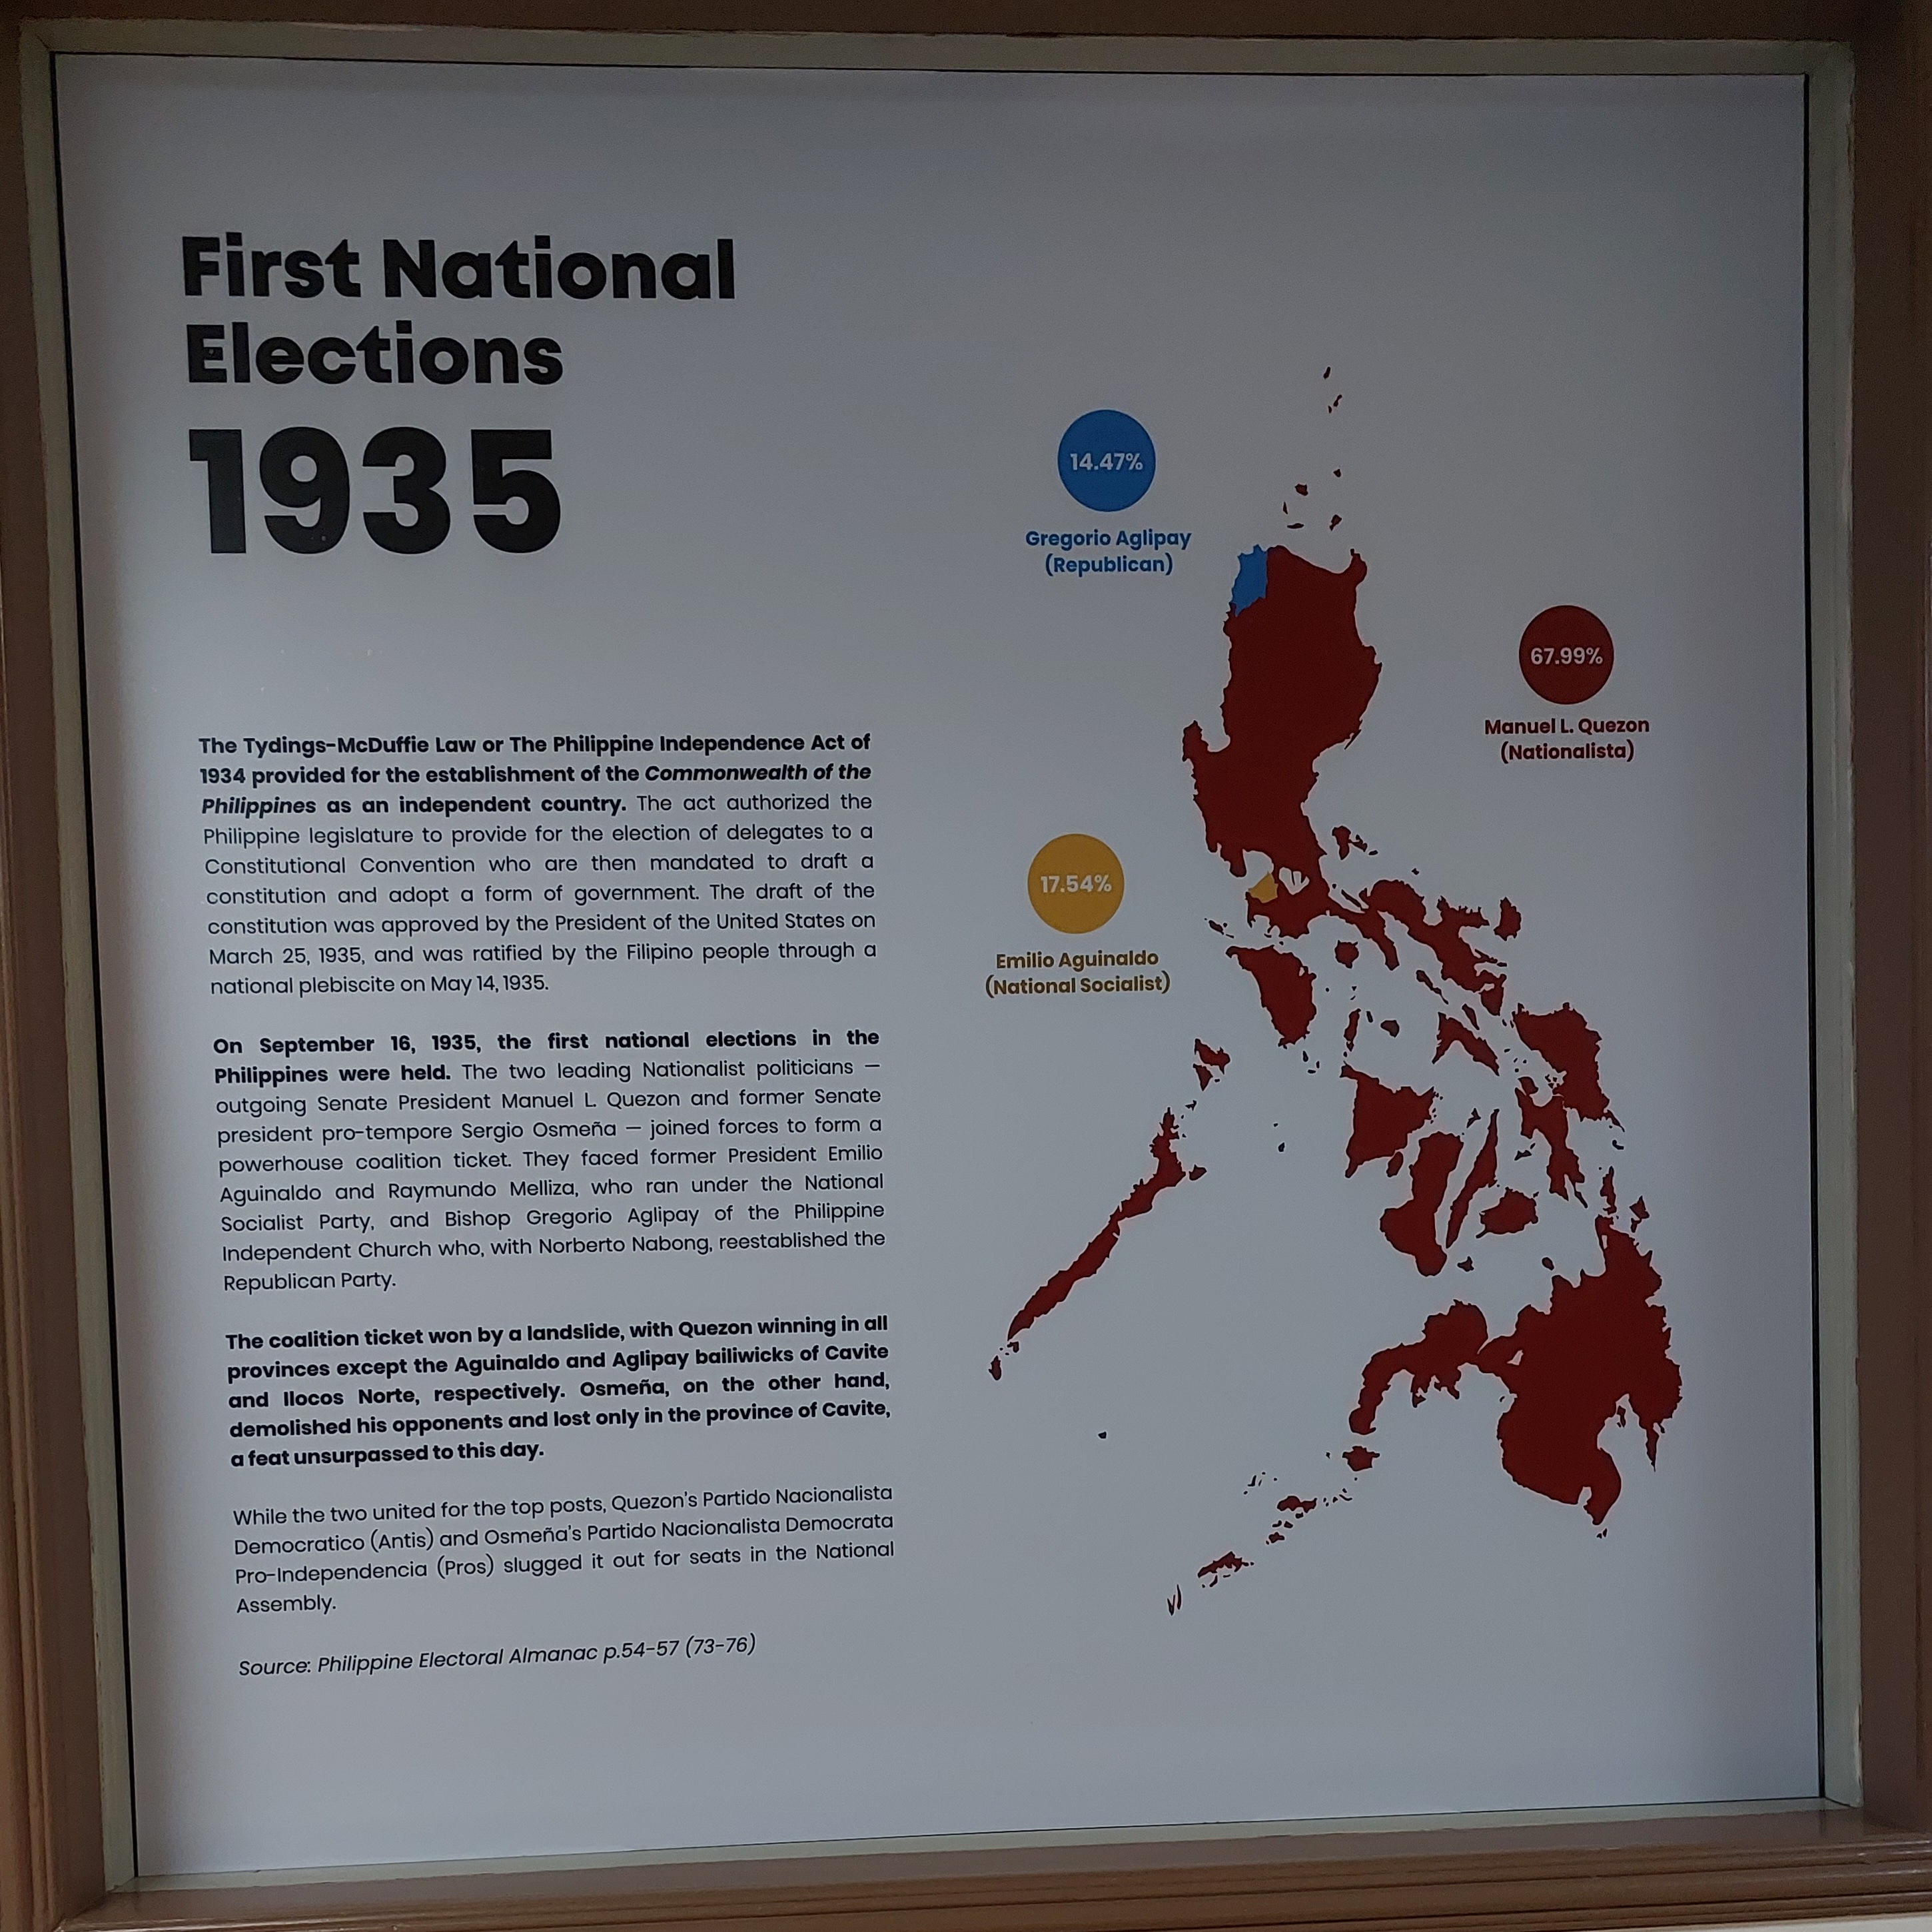 First National
Elections
1935
The Tydings-McDuffie Law or The Philippine Independence Act of
1934 provided for the establishment of the Commonwealth of the
Philippines as an independent country. The act authorized the
Philippine legislature to provide for the election of delegates to a
Constitutional Convention who are then mandated to draft a
constitution and adopt a form of government. The draft of the
constitution was approved by the President of the United States on
March 25, 1935, and was ratified by the Filipino people through a
national plebiscite on May 14, 1935.
On September 16, 1935, the first national elections in the
Philippines were held. The two leading Nationalist politicians —
outgoing Senate President Manuel L. Quezon and former Senate
president pro-tempore Sergio Osmeña — joined forces to form a
powerhouse coalition ticket. They faced former President Emilio
Aguinaldo and Raymundo Melliza, who ran under the National
Socialist Party, and Bishop Gregorio Aglipay of the Philippine
Independent Church who, with Norberto Nabong, reestablished the
Republican Party.
The coalition ticket won by a landslide, with Quezon winning in all
provinces except the Aguinaldo and Aglipay bailiwicks of Cavite
and Ilocos Norte, respectively. Osmeña, on the other hand,
demolished his opponents and lost only in the province of Cavite,
a feat unsurpassed to this day.
While the two united for the top posts, Quezon's Partido Nacionalista
Democratico (Antis) and Osmeña's Partido Nacionalista Democrata
Pro-Independencia (Pros) slugged it out for seats in the National
Assembly.
Source: Philippine Electoral Almanac p.54-57 (73-76)
14.47%
Gregorio Aglipay
(Republican)
67.99%
Manuel L. Quezon
(Nationalista)
17.54%
Emilio Aguinaldo
(National Socialist)